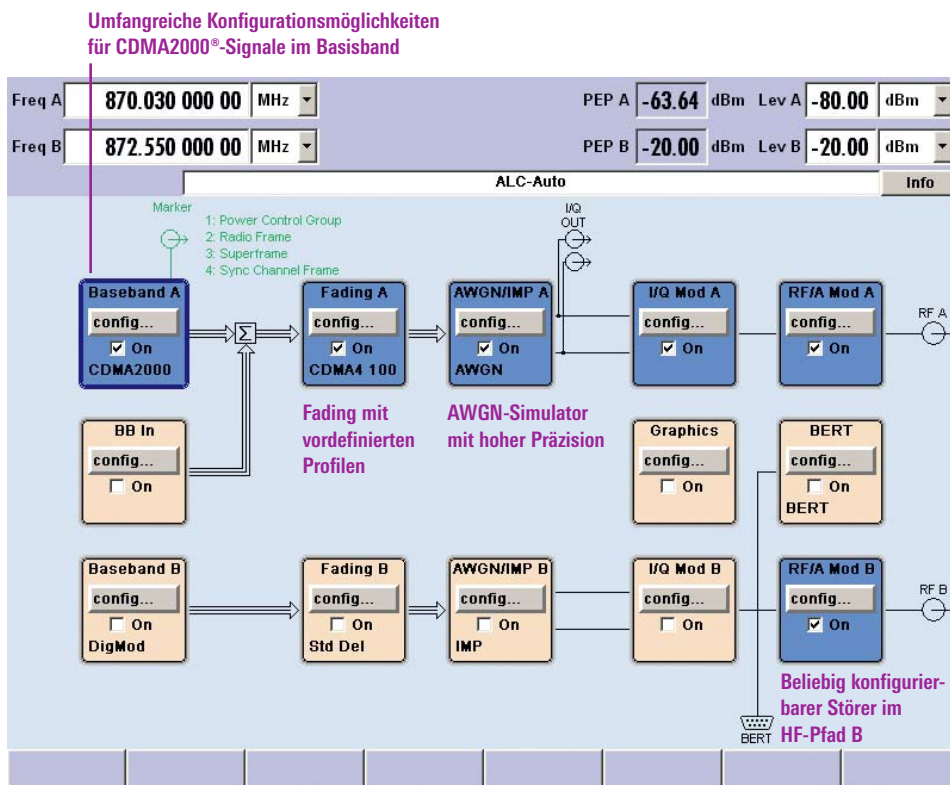 Umfangreiche Konfigurationsmöglichkeiten
für CDMA2000®-Signale im Basisband
Freq A 870.030 000 00 MHz PEP A -63.64 dBm Lev A -80.00 dBm
Freq B 872.550 000 00 MHz PEP B -20.00 dBm Lev B -20.00 dBm
ALC-Auto Info
Marker
1: Power Control Group
2: Radio Frame
3: Superframe
4: Sync Channel Frame
I/Q
OUT
Baseband A
config...
On
CDMA2000
Σ
Fading A
config...
On
CDMA4 100
AWGN/IMP A
config...
On
AWGN
I/Q Mod A
config...
On
RF/A Mod A
config...
On
RF A
Fading mit
vordefinierten
Profilen
AWGN-Simulator
mit hoher Präzision
BB In
config...
On
Graphics
config...
On
BERT
config...
On
BERT
Baseband B
config...
On
DigMod
Fading B
config...
On
Std Del
AWGN/IMP B
config...
On
IMP
I/Q Mod B
config...
On
RF/A Mod B
config...
On
RF B
BERT
Beliebig konfigurier-
barer Störer im
HF-Pfad B